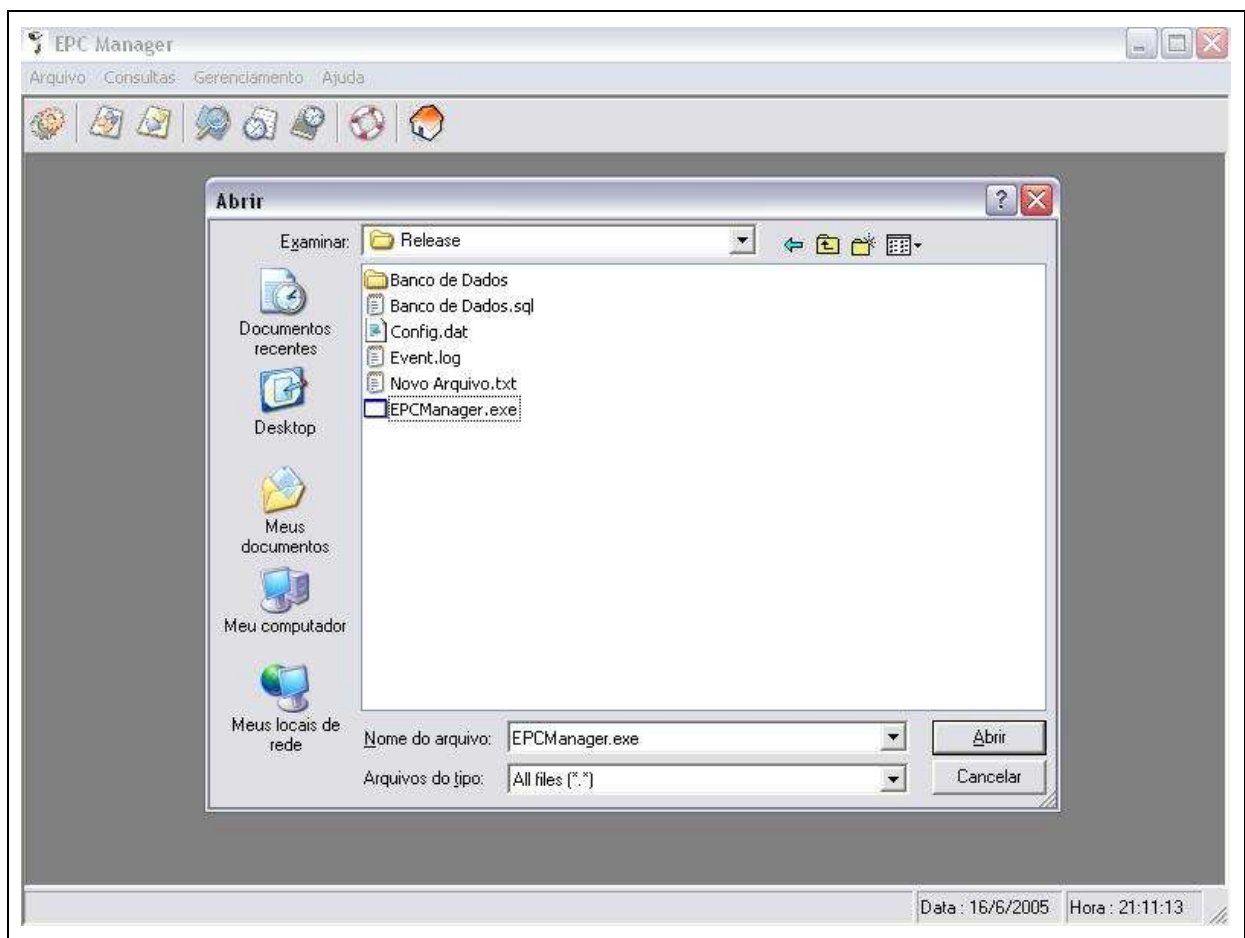 EPC Manager
Arquivo Consultas Gerenciamento Ajuda
Abrir
Examinar: Release
Banco de Dados
Banco de Dados.sql
Config.dat
Event.log
Novo Arquivo.txt
EPCManager.exe
Documentos
recentes
Desktop
Meus
documentos
Meu computador
Meus locais de
rede
Nome do arquivo: EPCManager.exe Abrir
Arquivos do tipo: All files (*.*) Cancelar
Data : 16/6/2005 Hora : 21:11:13